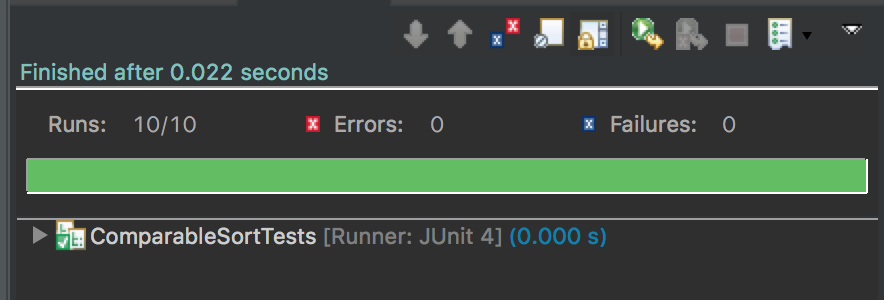 Finished after 0.022 seconds
Runs: 10/10 Errors: 0 Failures: 0
ComparableSortTests [Runner: JUnit 4] (0.000 s)